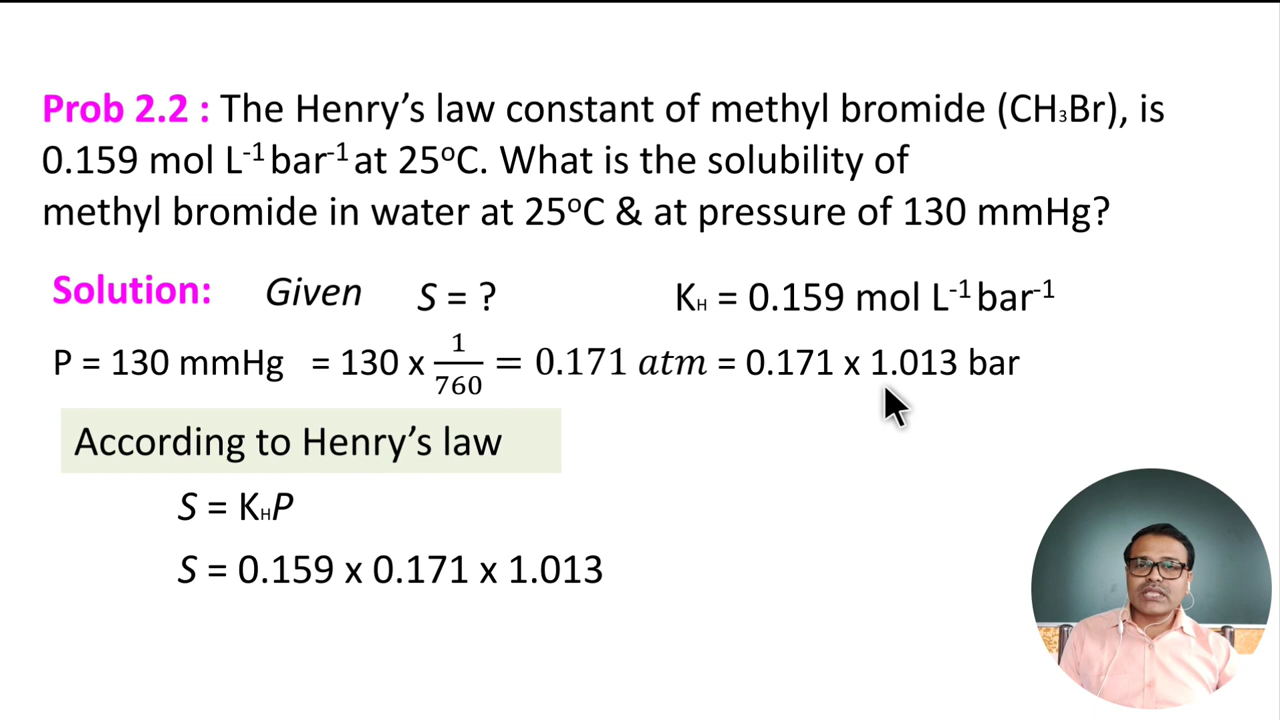 Prob 2.2 : The Henry’s law constant of methyl bromide (CH₃Br), is
0.159 mol L⁻¹ bar⁻¹ at 25ºC. What is the solubility of
methyl bromide in water at 25ºC & at pressure of 130 mmHg?
Solution: Given S = ? K_H = 0.159 mol L⁻¹ bar⁻¹
P = 130 mmHg = 130 x 1/760 = 0.171 atm = 0.171 x 1.013 bar
According to Henry’s law
S = K_HP
S = 0.159 x 0.171 x 1.013